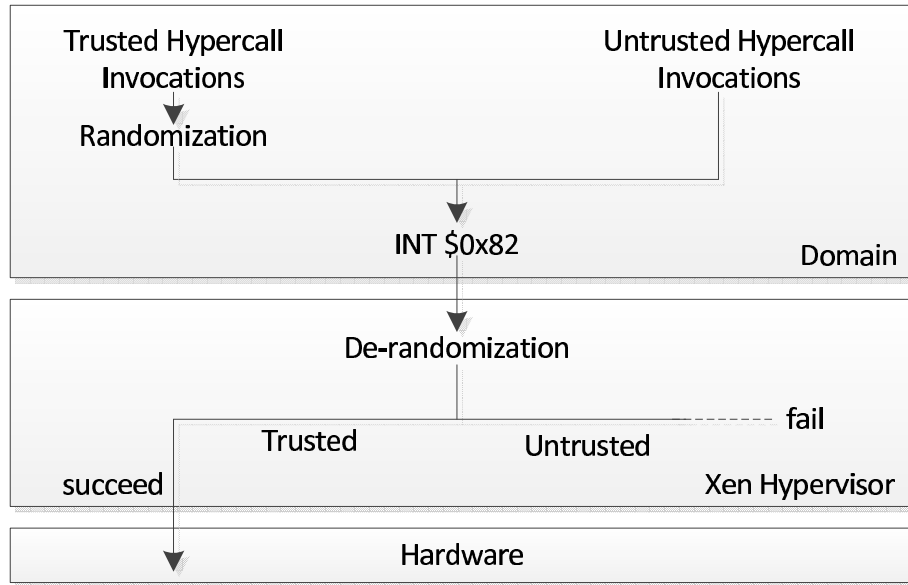 Trusted Hypercall
Invocations
Untrusted Hypercall
Invocations
Randomization
INT $0x82
Domain
De-randomization
fail
Trusted
Untrusted
succeed
Xen Hypervisor
Hardware